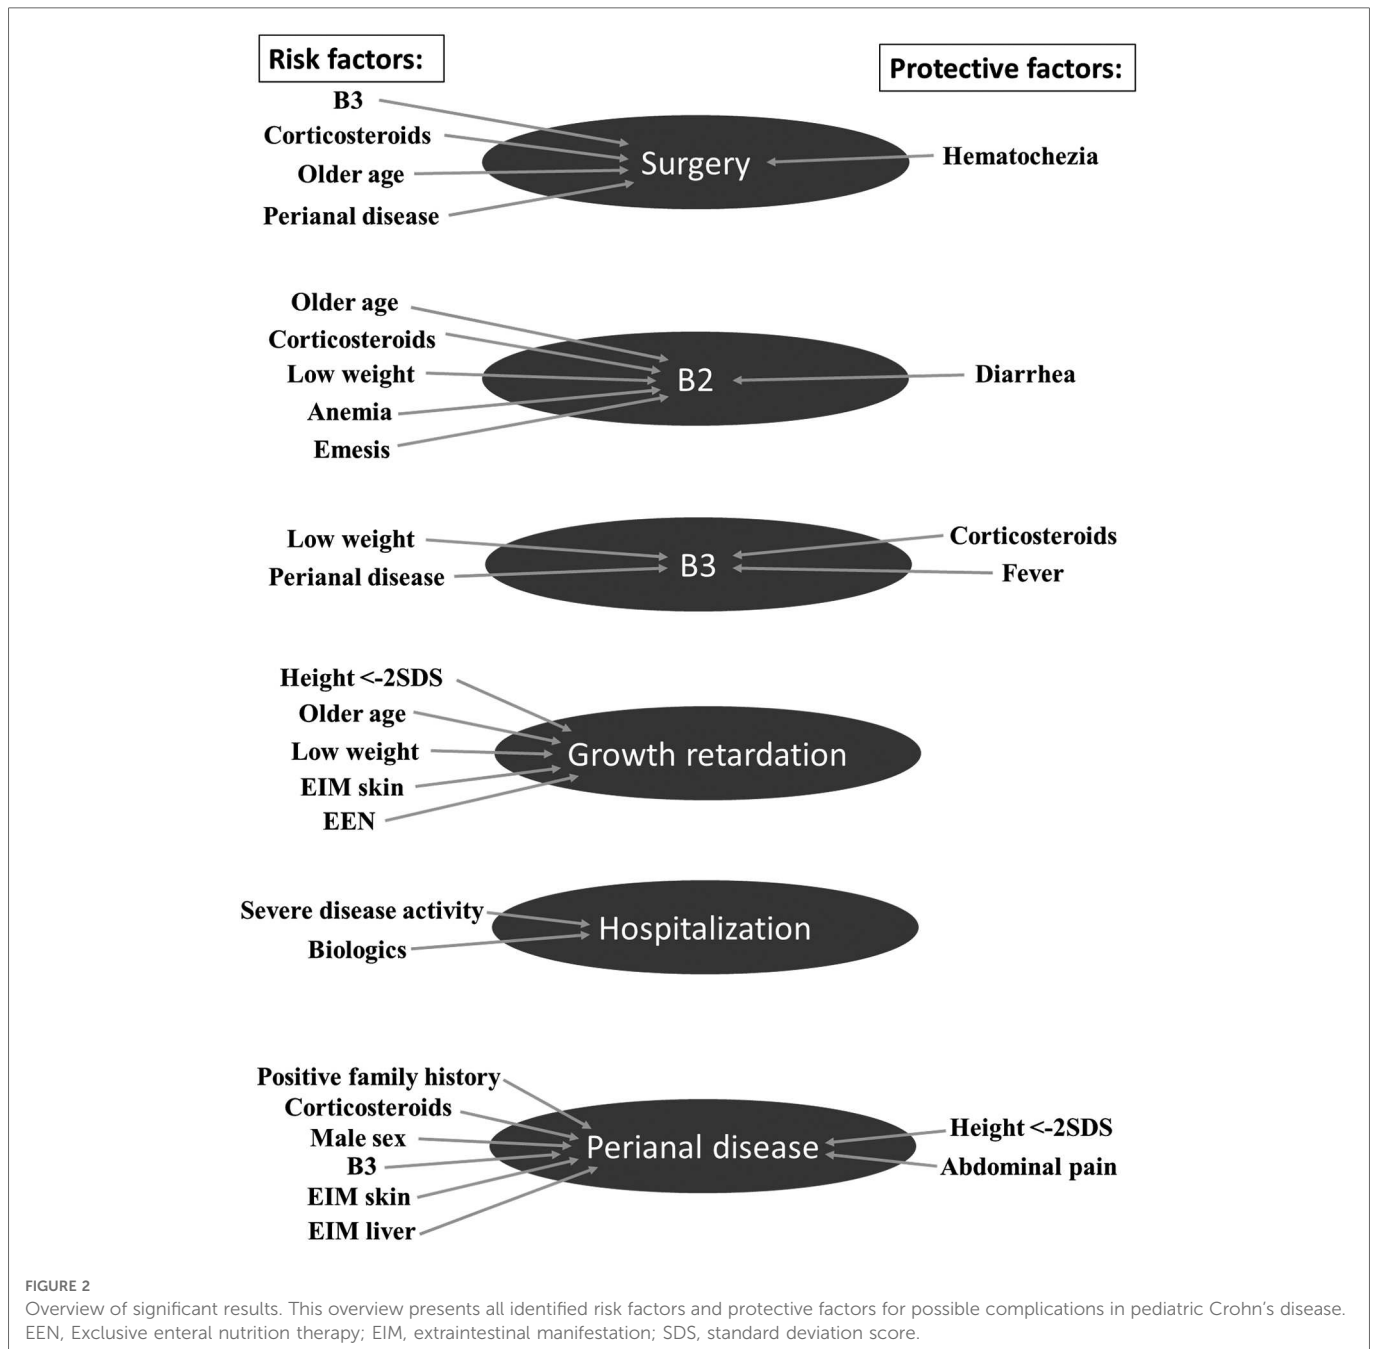 Risk factors:
Protective factors:
B3
Corticosteroids
Older age
Perianal disease
Surgery
Hematochezia
Older age
Corticosteroids
Low weight
Anemia
Emesis
B2
Diarrhea
Low weight
Perianal disease
B3
Corticosteroids
Fever
Height <-2SDS
Older age
Low weight
EIM skin
EEN
Growth retardation
Severe disease activity
Biologics
Hospitalization
Positive family history
Corticosteroids
Male sex
B3
EIM skin
EIM liver
Perianal disease
Height <-2SDS
Abdominal pain
FIGURE 2
Overview of significant results. This overview presents all identified risk factors and protective factors for possible complications in pediatric Crohn's disease.
EEN, Exclusive enteral nutrition therapy; EIM, extraintestinal manifestation; SDS, standard deviation score.